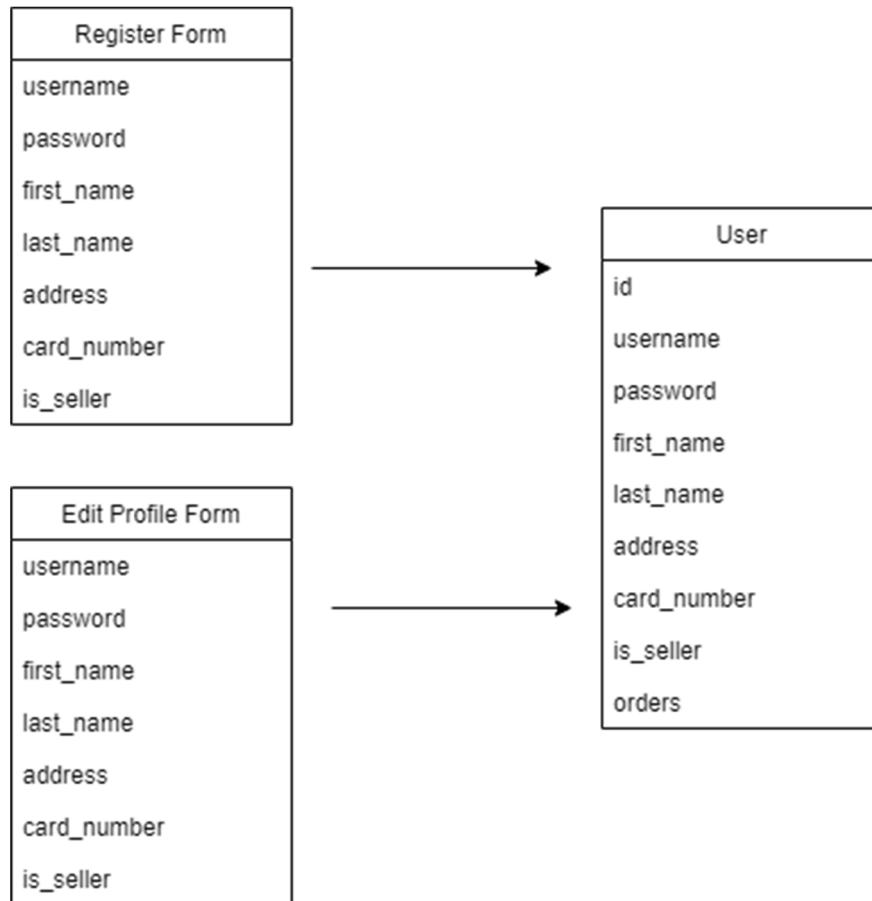 Register Form
username
password
first_name
last_name
address
card_number
is_seller
Edit Profile Form
username
password
first_name
last_name
address
card_number
is_seller
User
id
username
password
first_name
last_name
address
card_number
is_seller
orders